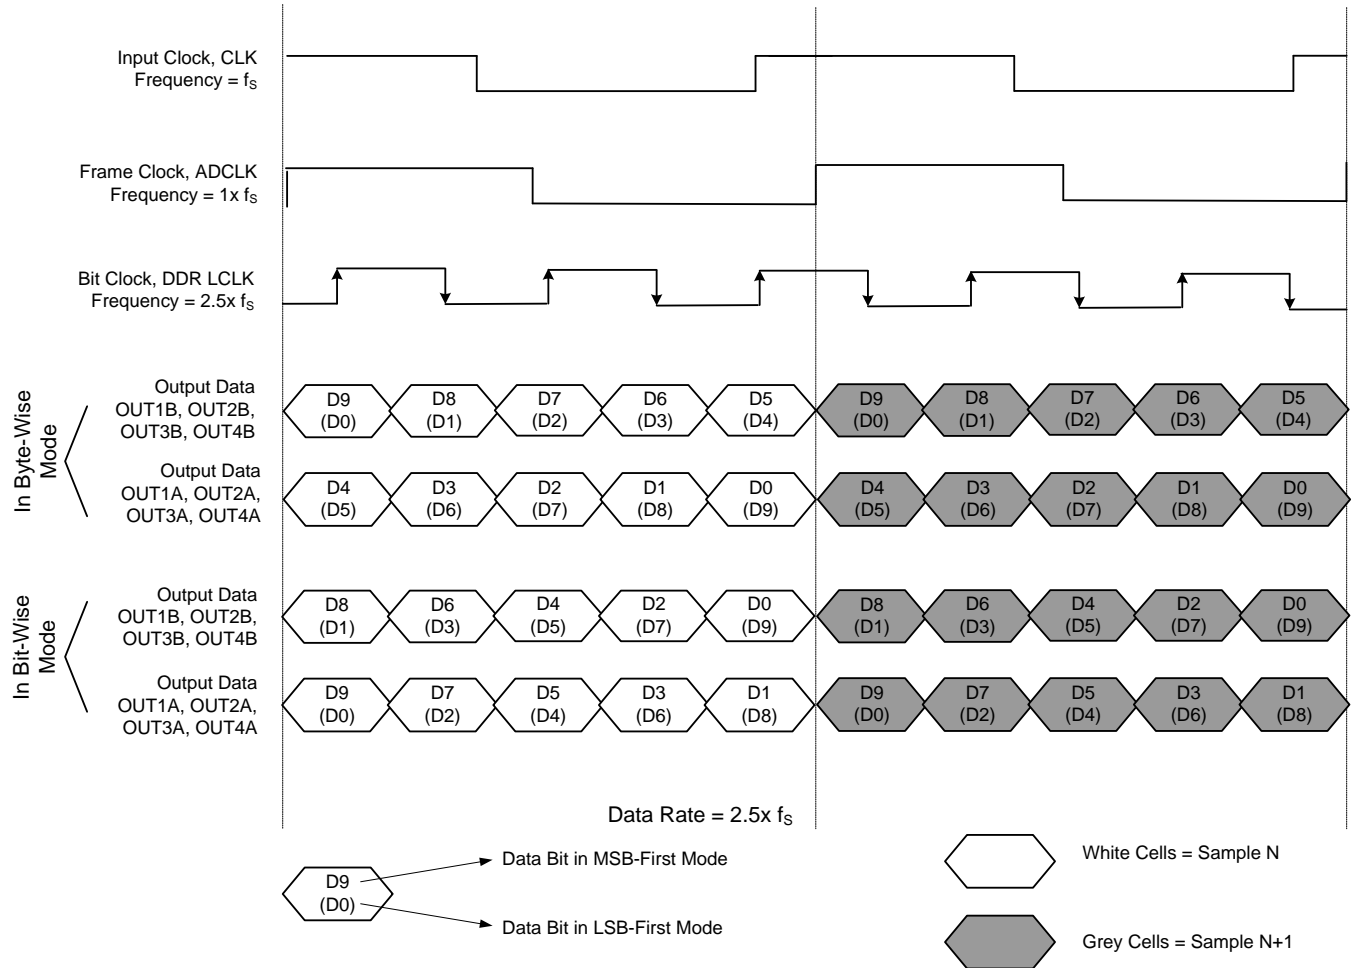 Input Clock, CLK
Frequency = fS
Frame Clock, ADCLK
Frequency = 1x fS
Bit Clock, DDR LCLK
Frequency = 2.5x fS
In Byte-Wise
Mode
Output Data
OUT1B, OUT2B,
OUT3B, OUT4B
D9 D8 D7 D6 D5 D9 D8 D7 D6 D5
(D0) (D1) (D2) (D3) (D4) (D0) (D1) (D2) (D3) (D4)
Output Data
OUT1A, OUT2A,
OUT3A, OUT4A
D4 D3 D2 D1 D0 D4 D3 D2 D1 D0
(D5) (D6) (D7) (D8) (D9) (D5) (D6) (D7) (D8) (D9)
In Bit-Wise
Mode
Output Data
OUT1B, OUT2B,
OUT3B, OUT4B
D8 D6 D4 D2 D0 D8 D6 D4 D2 D0
(D1) (D3) (D5) (D7) (D9) (D1) (D3) (D5) (D7) (D9)
Output Data
OUT1A, OUT2A,
OUT3A, OUT4A
D9 D7 D5 D3 D1 D9 D7 D5 D3 D1
(D0) (D2) (D4) (D6) (D8) (D0) (D2) (D4) (D6) (D8)
Data Rate = 2.5x fS
D9
(D0)
Data Bit in MSB-First Mode
Data Bit in LSB-First Mode
White Cells = Sample N
Grey Cells = Sample N+1